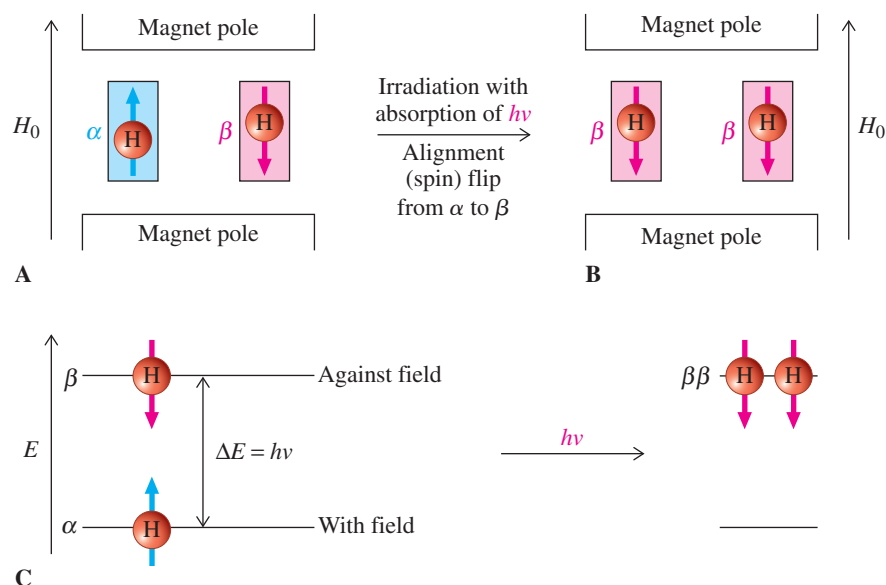 Magnet pole
H₀
α
H
β
H
Magnet pole
A
Irradiation with
absorption of hν
Alignment
(spin) flip
from α to β
Magnet pole
β
H
β
H
H₀
Magnet pole
B
E
β
H
Against field
ΔE = hν
α
H
With field
hν
ββ
H
H
C